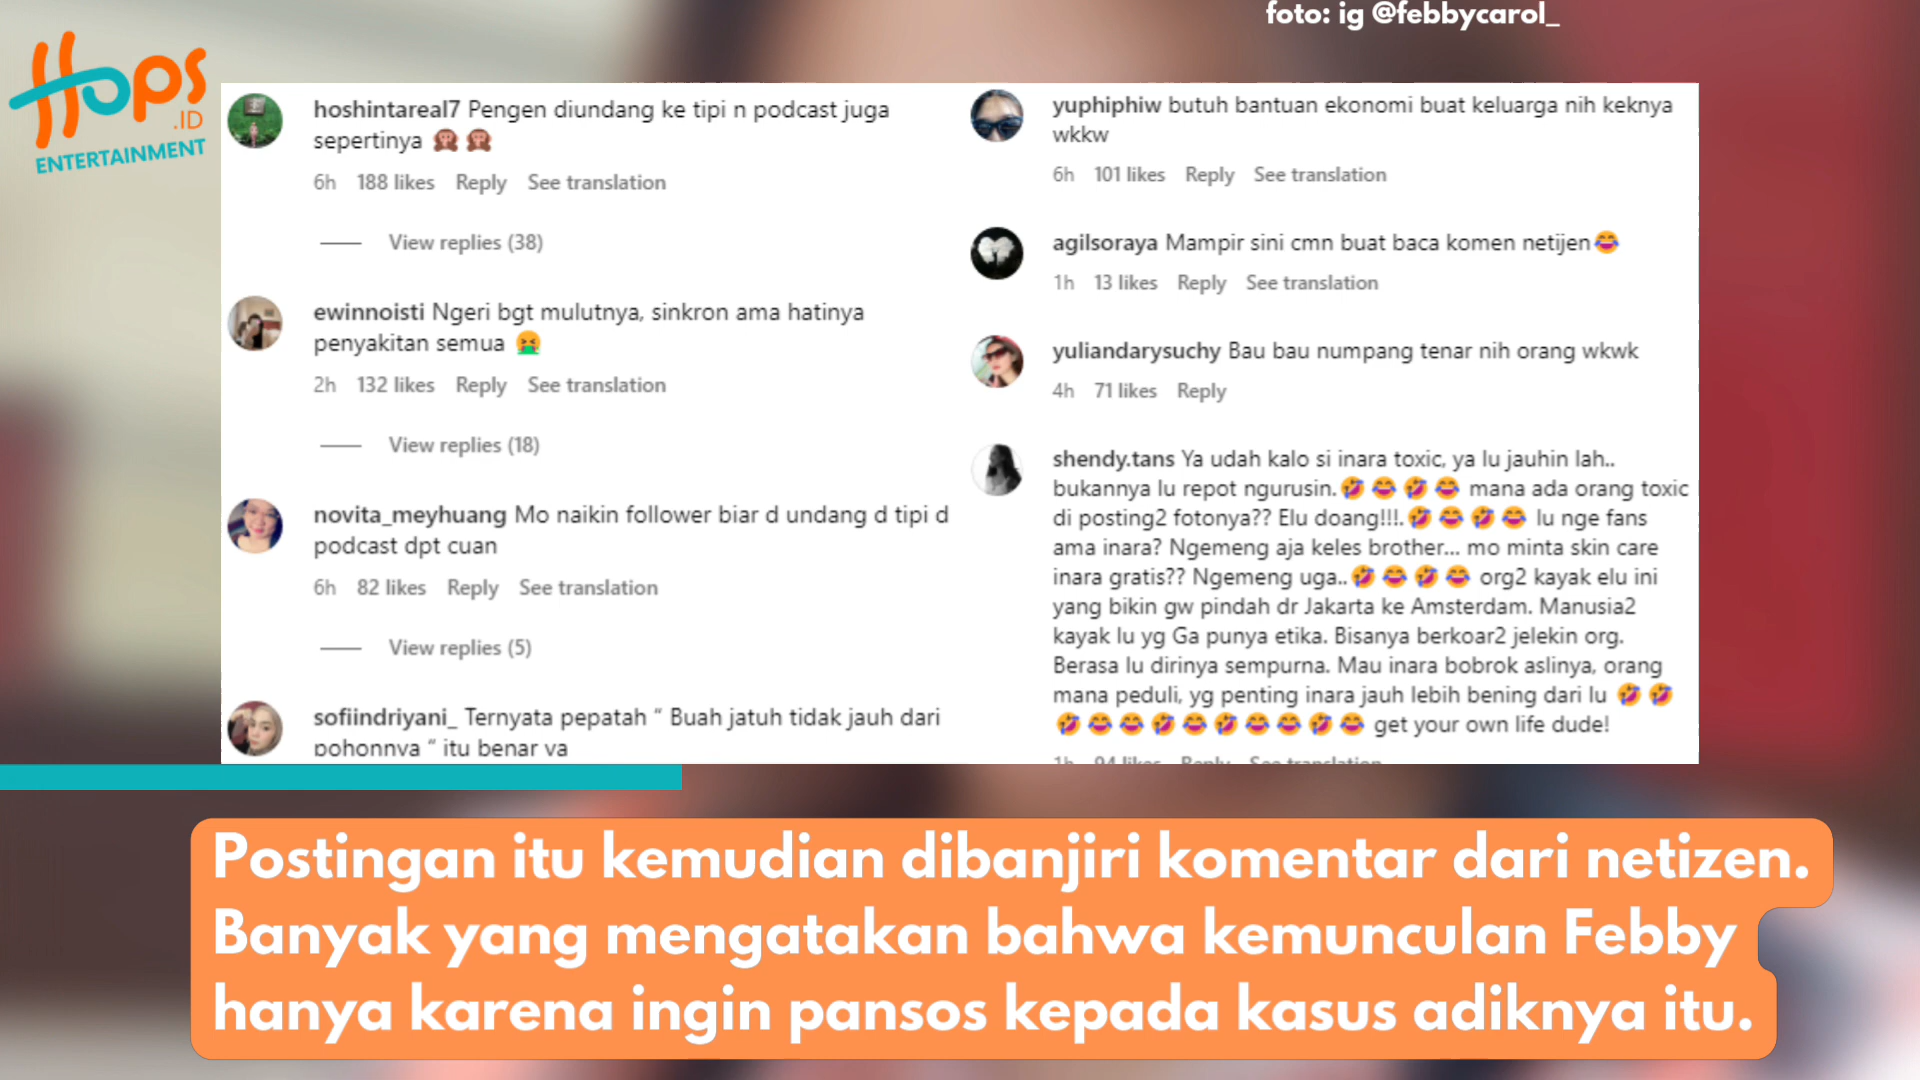 foto: ig @febbycarol_
Hops
.ID
ENTERTAINMENT
hoshintareal7 Pengen diundang ke tipi n podcast juga
sepertinya 🙊🙊
6h 188 likes Reply See translation
View replies (38)
ewinnoisti Ngeri bgt mulutnya, sinkron ama hatinya
penyakitan semua 🤮
2h 132 likes Reply See translation
View replies (18)
novita_meyhuang Mo naikin follower biar d undang d tipi d
podcast dpt cuan
6h 82 likes Reply See translation
View replies (5)
sofiindriyani_ Ternyata pepatah “ Buah jatuh tidak jauh dari
pohonnya “ itu benar ya
yuphiphiw butuh bantuan ekonomi buat keluarga nih keknya
wkkw
6h 101 likes Reply See translation
agilsoraya Mampir sini cmn buat baca komen netijen😂
1h 13 likes Reply See translation
yuliandarysuchy Bau bau numpang tenar nih orang wkwk
4h 71 likes Reply
shendy.tans Ya udah kalo si inara toxic, ya lu jauhin lah..
bukannya lu repot ngurusin.🤣😂🤣😂 mana ada orang toxic
di posting2 fotonya?? Elu doang!!!.🤣😂🤣😂 lu nge fans
ama inara? Ngemeng aja keles brother... mo minta skin care
inara gratis?? Ngemeng uga..🤣😂🤣😂 org2 kayak elu ini
yang bikin gw pindah dr Jakarta ke Amsterdam. Manusia2
kayak lu yg Ga punya etika. Bisanya berkoar2 jelekin org.
Berasa lu dirinya sempurna. Mau inara bobrok aslinya, orang
mana peduli, yg penting inara jauh lebih bening dari lu 🤣🤣
🤣😂😂🤣😂🤣😂😂🤣😂 get your own life dude!
1h 94 likes Reply See translation
Postingan itu kemudian dibanjiri komentar dari netizen.
Banyak yang mengatakan bahwa kemunculan Febby
hanya karena ingin pansos kepada kasus adiknya itu.